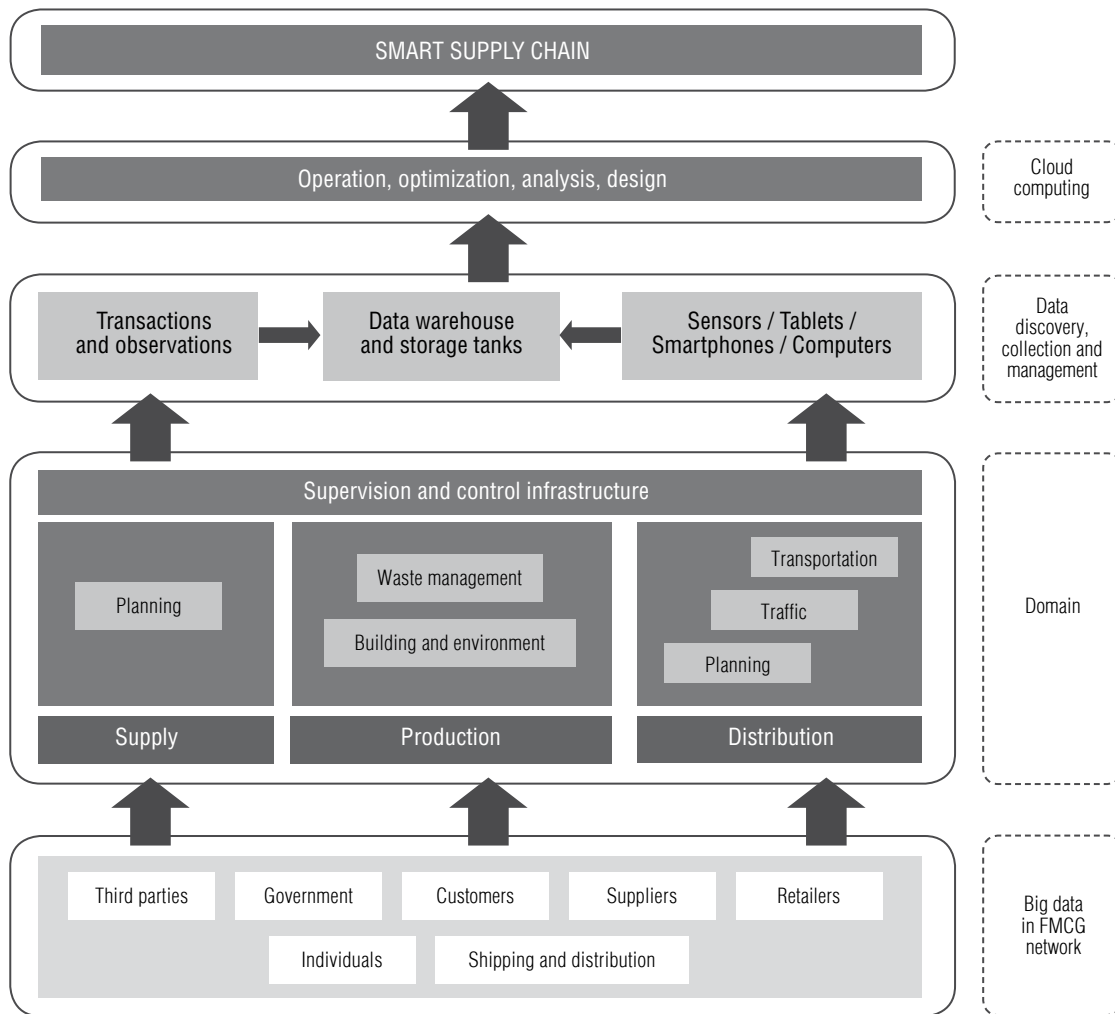 SMART SUPPLY CHAIN
Operation, optimization, analysis, design
Cloud
computing
Transactions
and observations
Data warehouse
and storage tanks
Sensors / Tablets /
Smartphones / Computers
Data
discovery,
collection and
management
Supervision and control infrastructure
Planning
Waste management
Building and environment
Transportation
Traffic
Planning
Supply
Production
Distribution
Domain
Third parties
Government
Customers
Suppliers
Retailers
Individuals
Shipping and distribution
Big data
in FMCG
network